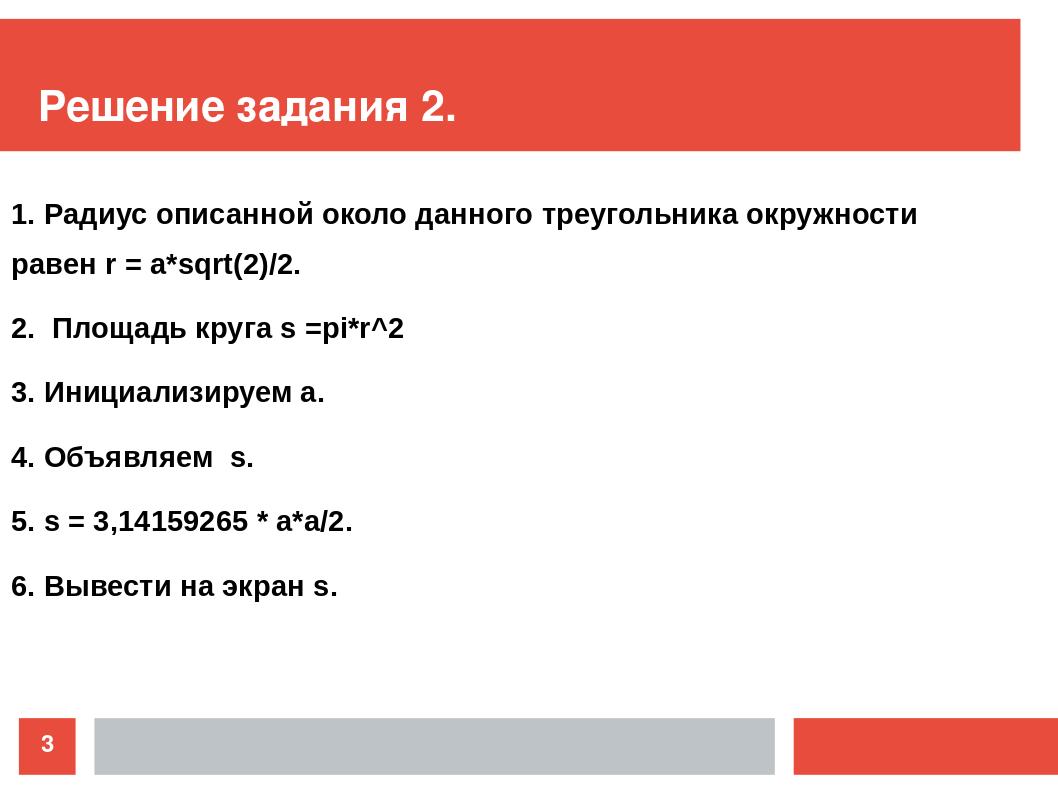 Решение задания 2.
1. Радиус описанной около данного треугольника окружности
равен r = a*sqrt(2)/2.
2.  Площадь круга s =pi*r^2
3. Инициализируем a.
4. Объявляем  s.
5. s = 3,14159265 * a*a/2.
6. Вывести на экран s.
3